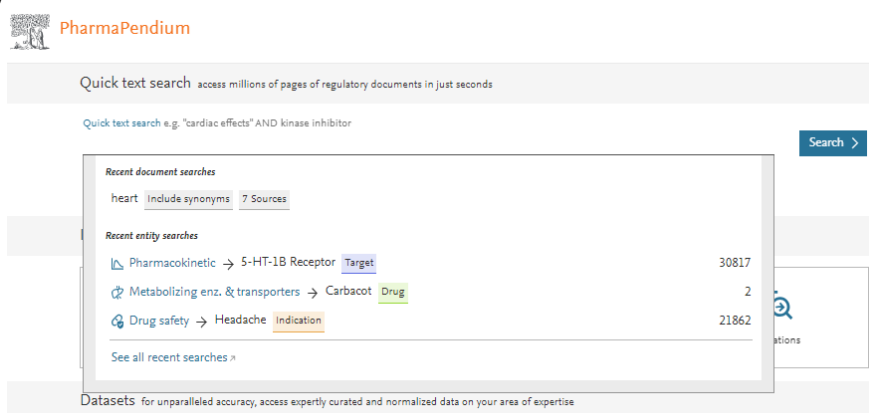 PharmaPendium
Quick text search access millions of pages of regulatory documents in just seconds
Quick text search e.g. "cardiac effects" AND kinase inhibitor
Search
Recent document searches
heart Include synonyms 7 Sources
Recent entity searches
Pharmacokinetic → 5-HT-1B Receptor Target 30817
Metabolizing enz. & transporters → Carbacot Drug 2
Drug safety → Headache Indication 21862
ations
See all recent searches
Datasets for unparalleled accuracy, access expertly curated and normalized data on your area of expertise